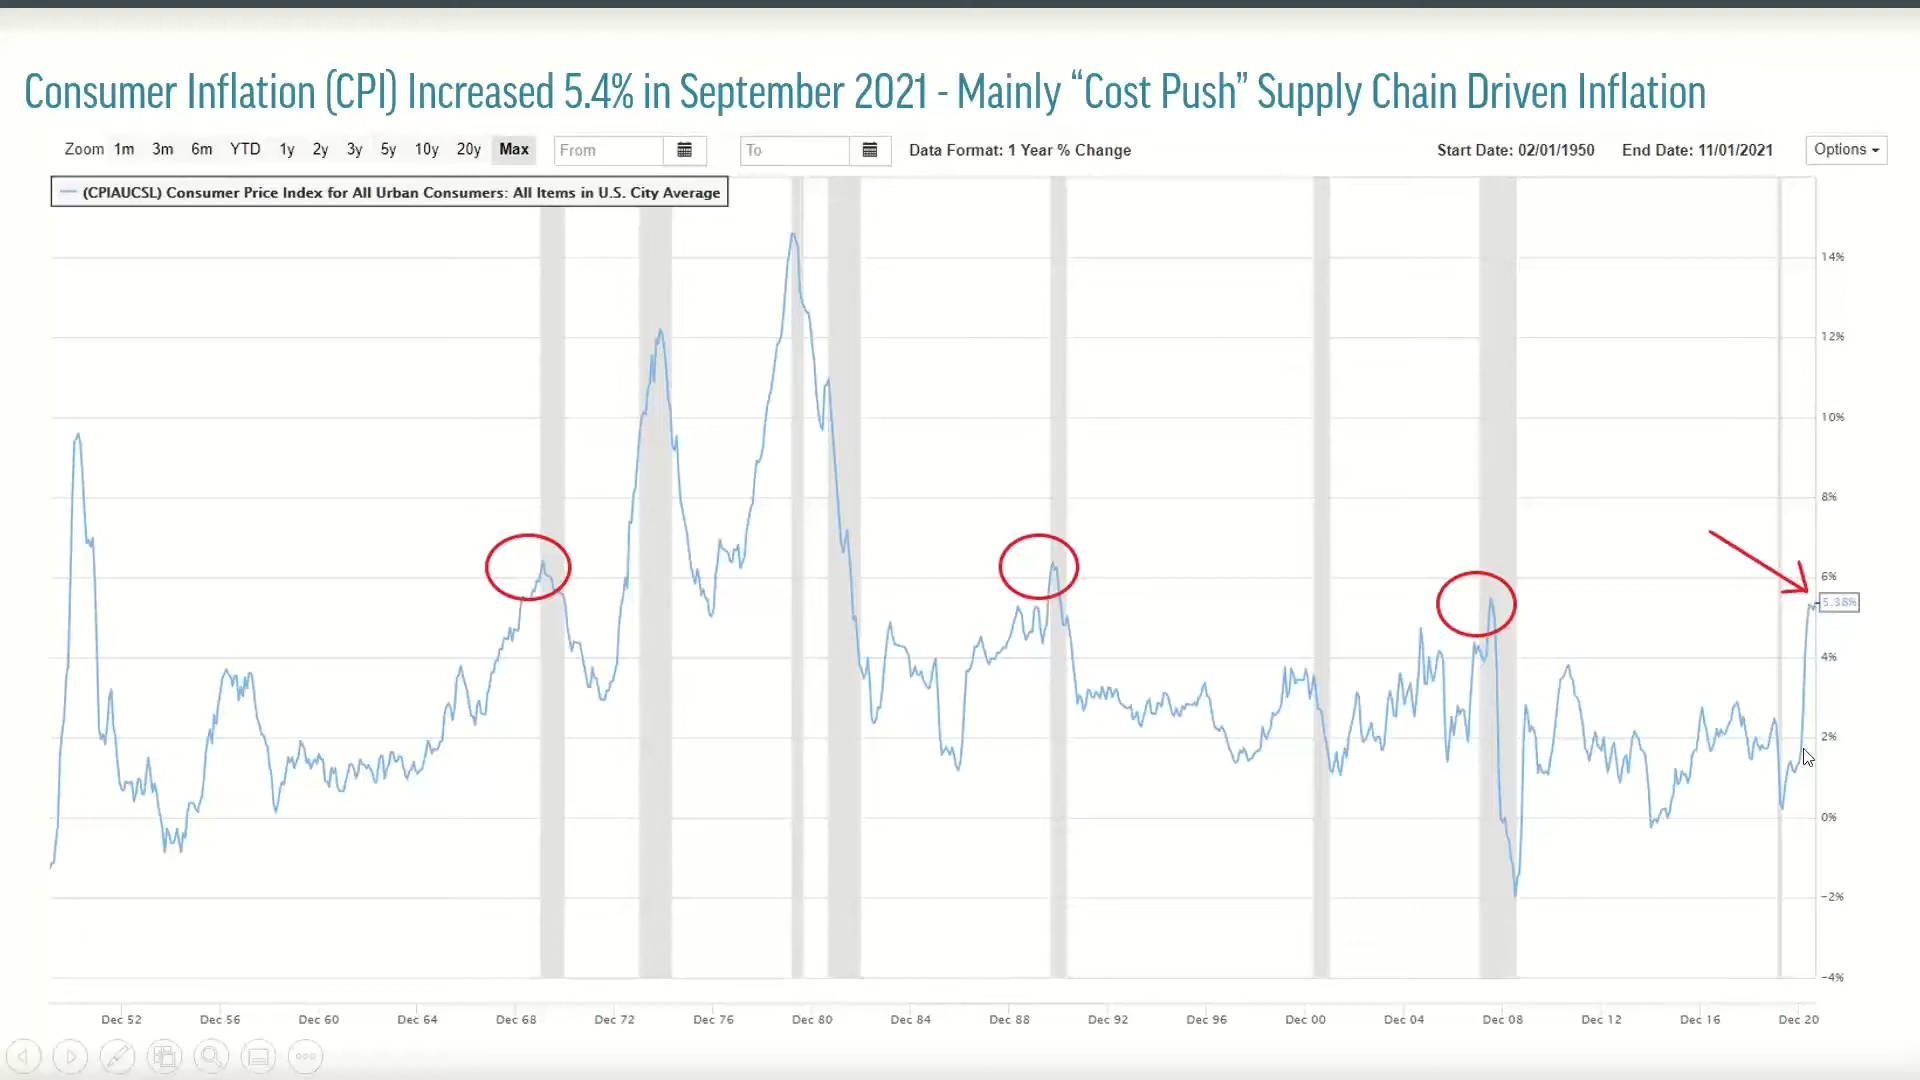 Consumer Inflation (CPI) Increased 5.4% in September 2021 - Mainly “Cost Push” Supply Chain Driven Inflation
Zoom 1m 3m 6m YTD 1y 2y 3y 5y 10y 20y Max From To Data Format: 1 Year % Change Start Date: 02/01/1950 End Date: 11/01/2021 Options
(CPIAUCSL) Consumer Price Index for All Urban Consumers: All Items in U.S. City Average
14%
12%
10%
8%
6%
5.38%
4%
2%
0%
-2%
-4%
Dec 52 Dec 56 Dec 60 Dec 64 Dec 68 Dec 72 Dec 76 Dec 80 Dec 84 Dec 88 Dec 92 Dec 96 Dec 00 Dec 04 Dec 08 Dec 12 Dec 16 Dec 20